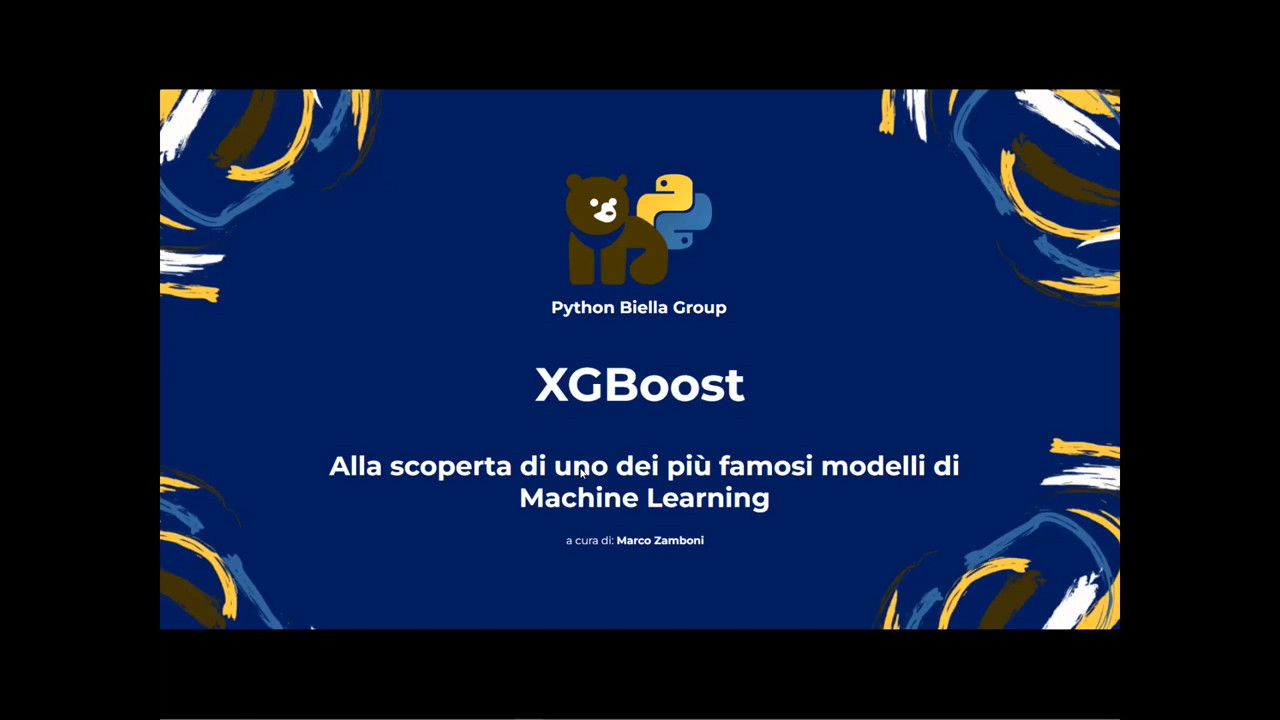 Python Biella Group
XGBoost
Alla scoperta di uno dei più famosi modelli di
Machine Learning
a cura di: Marco Zamboni